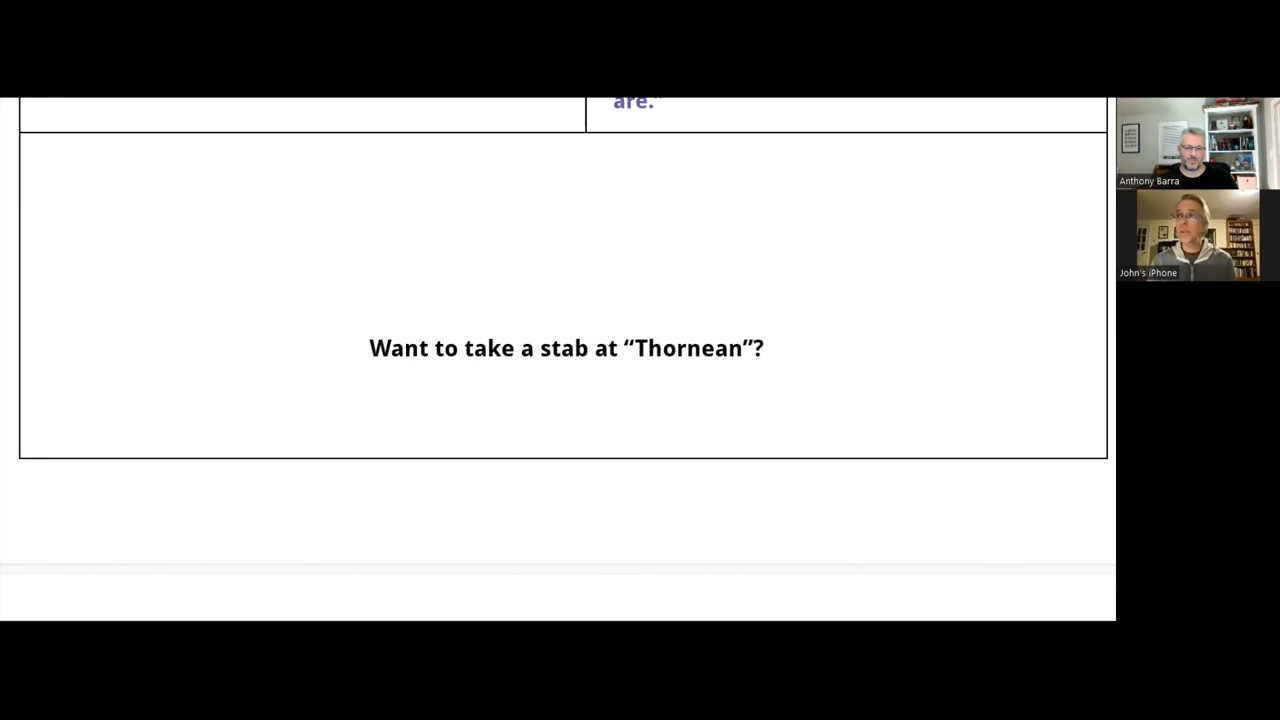 are.”
Want to take a stab at “Thornean”?
Anthony Barra
John's iPhone